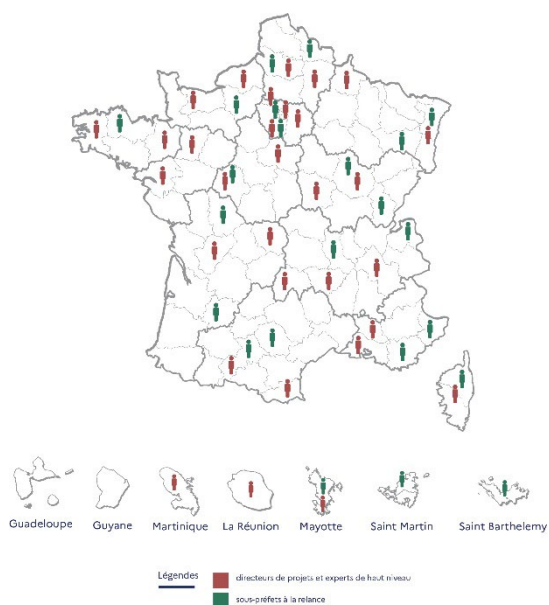 Guadeloupe Guyane Martinique La Réunion Mayotte Saint Martin Saint Barthelemy
Légendes
directeurs de projets et experts de haut niveau
sous-préfets à la relance